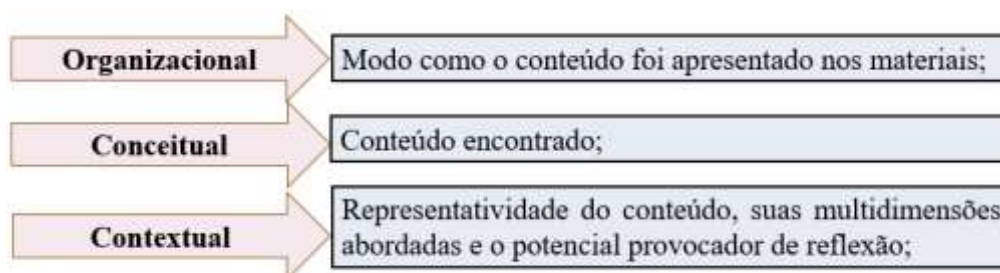 Organizacional
Modo como o conteúdo foi apresentado nos materiais;
Conceitual
Conteúdo encontrado;
Contextual
Representatividade do conteúdo, suas multidimensões
abordadas e o potencial provocador de reflexão;